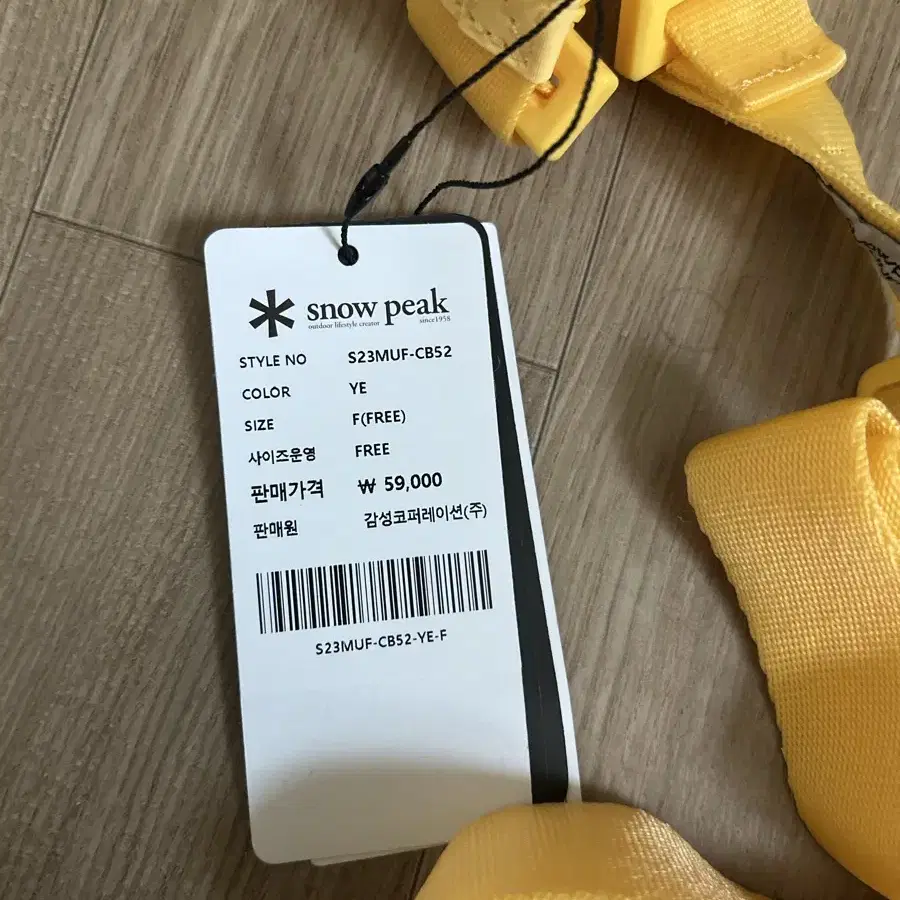 snow peak
outdoor lifestyle creator since1958
STYLE NO S23MUF-CB52
COLOR YE
SIZE F(FREE)
사이즈운영 FREE
판매가격 ₩ 59,000
판매원 감성코퍼레이션(주)
S23MUF-CB52-YE-F